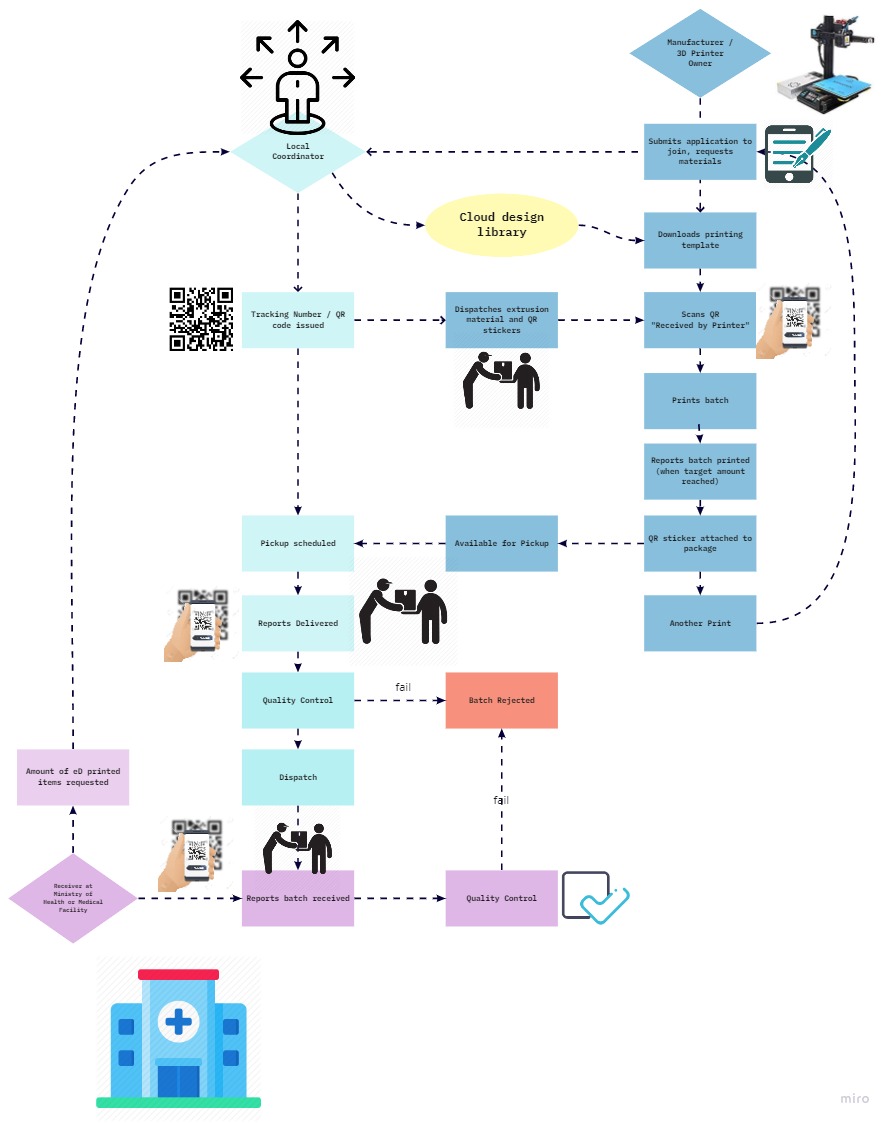 Manufacturer /
3D Printer
Owner
Local
Coordinator
Submits application to
join, requests
materials
Cloud design
library
Downloads printing
template
Tracking Number / QR
code issued
Dispatches extrusion
material and QR
stickers
Scans QR
"Received by Printer"
Prints batch
Reports batch printed
(when target amount
reached)
Pickup scheduled
Available for Pickup
QR sticker attached to
package
Reports Delivered
Another Print
Quality Control
fail
Batch Rejected
Amount of eD printed
items requested
Dispatch
fail
Receiver at
Ministry of
Health or Medical
Facility
Reports batch received
Quality Control
miro